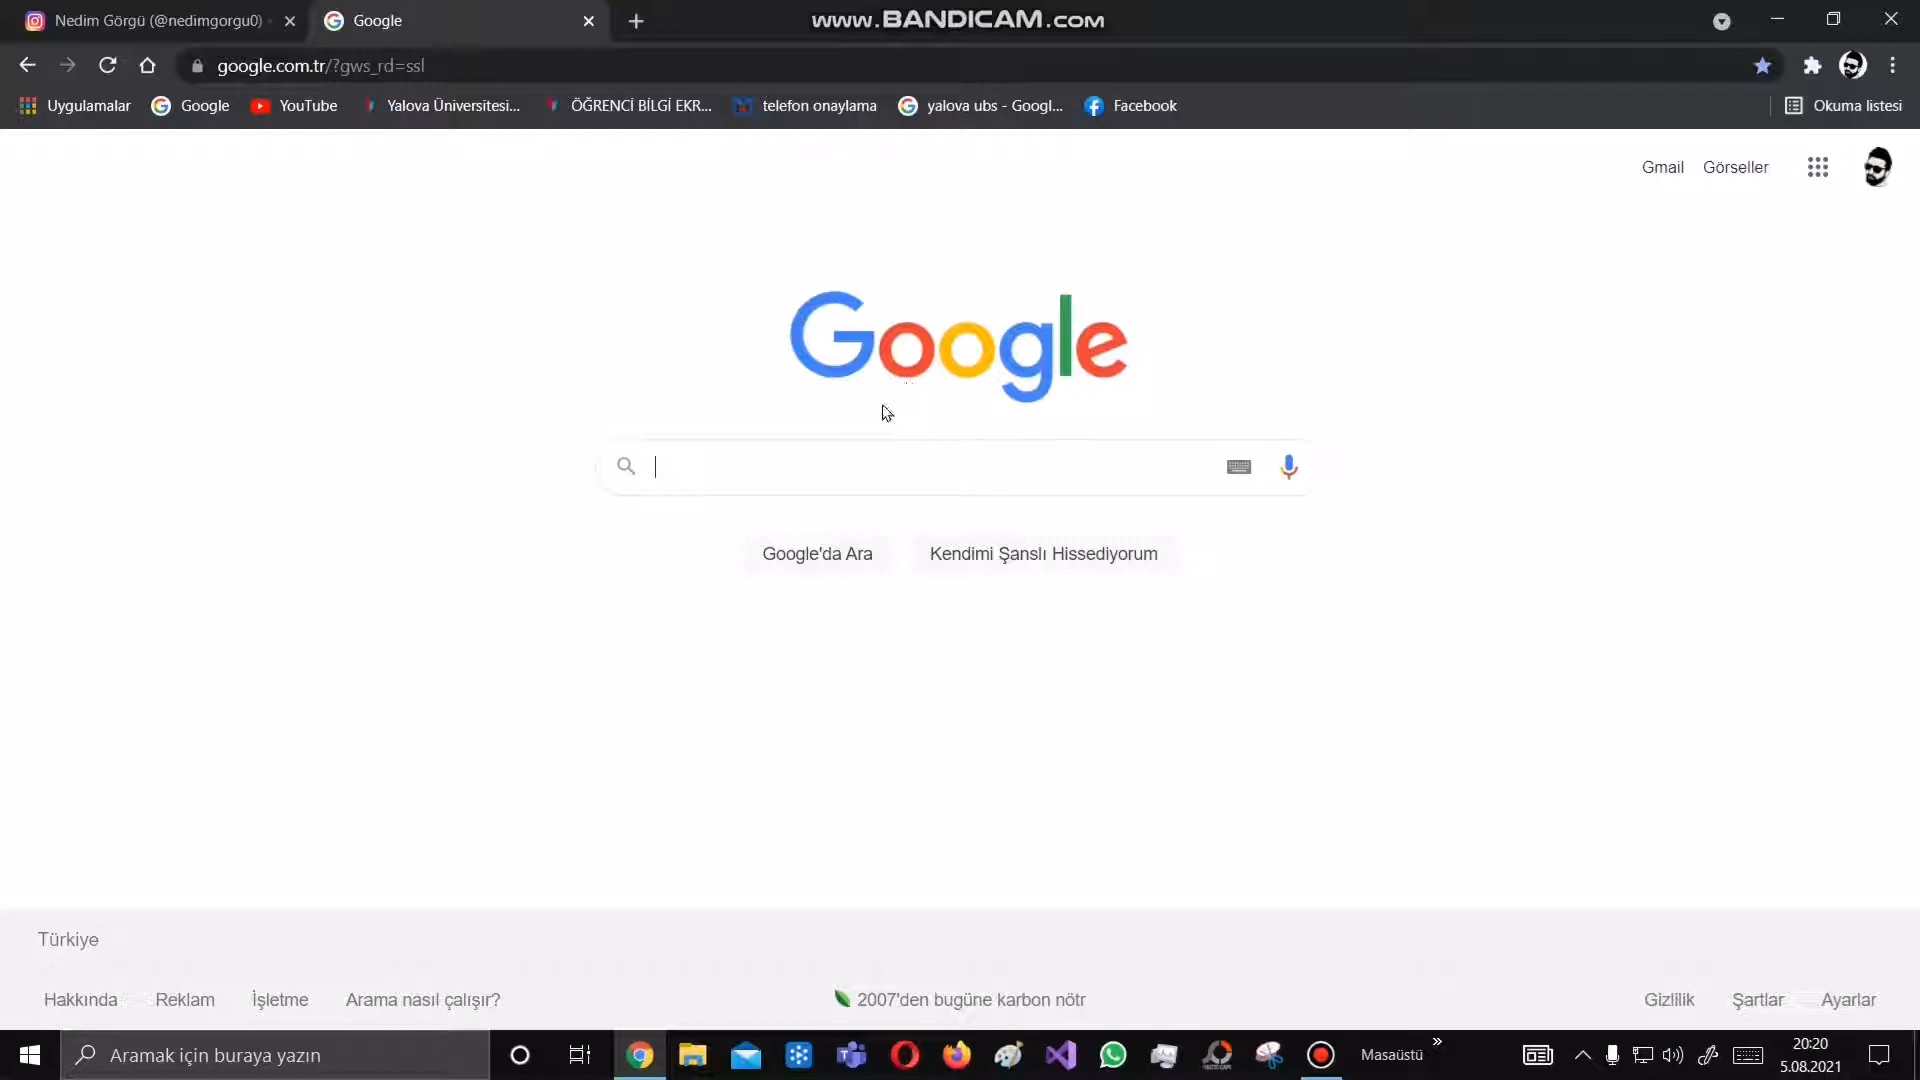 Nedim Görgü (@nedimgorgu0)
Google
www.BANDICAM.com
google.com.tr/?gws_rd=ssl
Uygulamalar
Google
YouTube
Yalova Üniversitesi...
ÖĞRENCİ BİLGİ EKR...
telefon onaylama
yalova ubs - Googl...
Facebook
Okuma listesi
Gmail
Görseller
Google
Google'da Ara
Kendimi Şanslı Hissediyorum
Türkiye
Hakkında
Reklam
İşletme
Arama nasıl çalışır?
2007'den bugüne karbon nötr
Gizlilik
Şartlar
Ayarlar
Aramak için buraya yazın
Masaüstü
20:20
5.08.2021